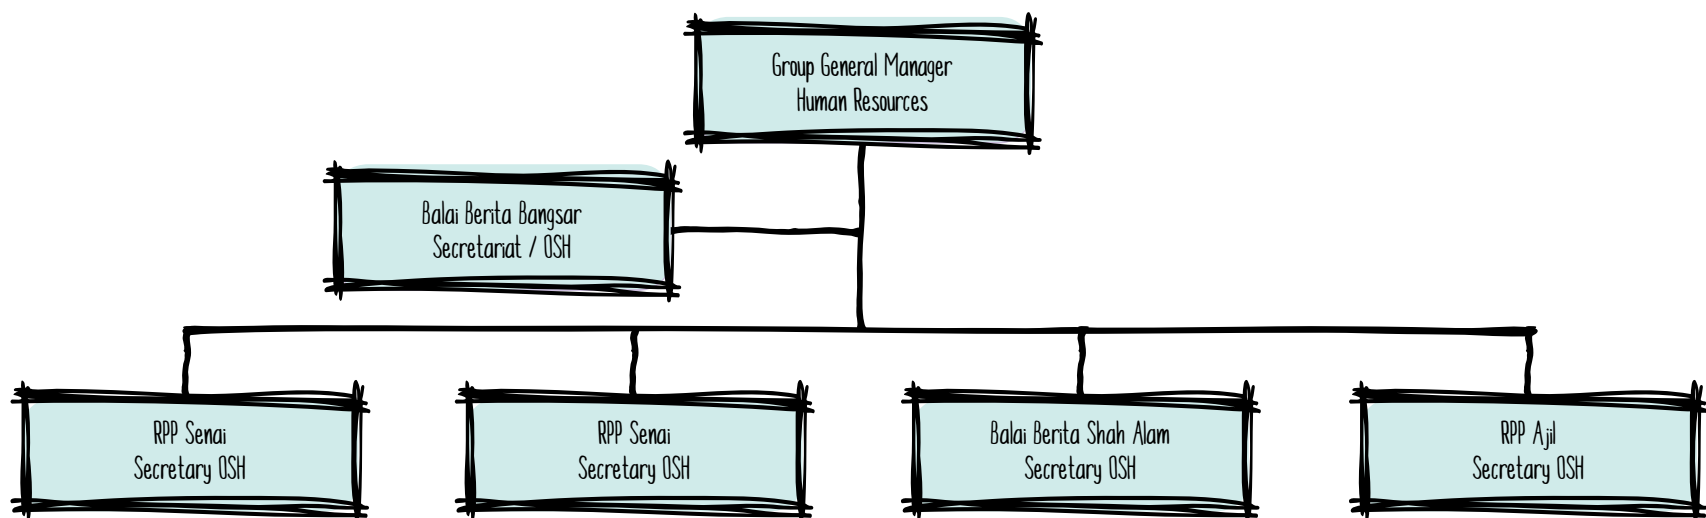 Group General Manager
Human Resources
Balai Berita Bangsar
Secretariat / OSH
RPP Senai
Secretary OSH
RPP Senai
Secretary OSH
Balai Berita Shah Alam
Secretary OSH
RPP Ajil
Secretary OSH